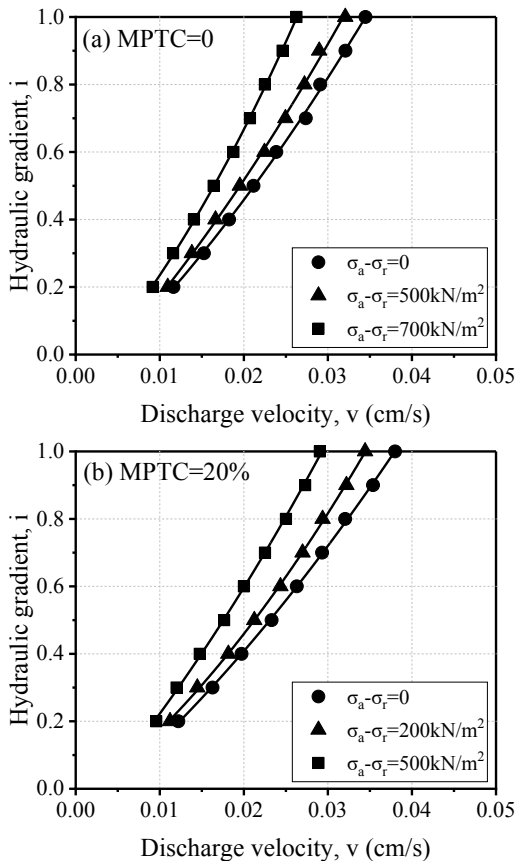 (a) MPTC=0
1.0
0.8
0.6
0.4
0.2
0.0
Hydraulic gradient, i
σa-σr=0
σa-σr=500kN/m²
σa-σr=700kN/m²
0.00 0.01 0.02 0.03 0.04 0.05
Discharge velocity, v (cm/s)
(b) MPTC=20%
1.0
0.8
0.6
0.4
0.2
0.0
Hydraulic gradient, i
σa-σr=0
σa-σr=200kN/m²
σa-σr=500kN/m²
0.00 0.01 0.02 0.03 0.04 0.05
Discharge velocity, v (cm/s)